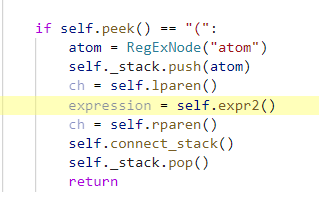 if self.peek() == "(":
atom = RegExNode("atom")
self._stack.push(atom)
ch = self.lparen()
expression = self.expr2()
ch = self.rparen()
self.connect_stack()
self._stack.pop()
return